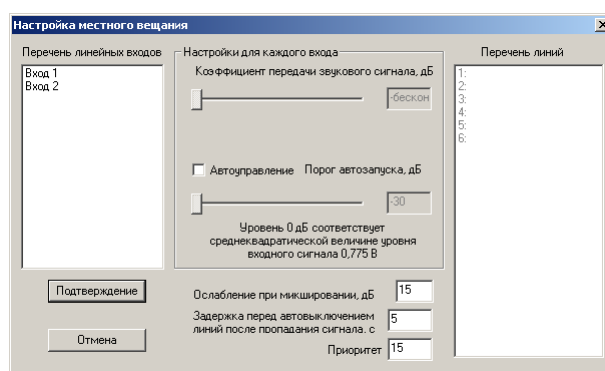 Настройка местного вещания
Перечень линейных входов
Вход 1
Вход 2
Настройки для каждого входа
Коэффициент передачи звукового сигнала, дБ
-бескон
Автоуправление Порог автозапуска, дБ
-30
Уровень 0 дБ соответствует
среднеквадратической величине уровня
входного сигнала 0,775 В
Перечень линий
1:
2:
3:
4:
5:
6:
Подтверждение
Отмена
Ослабление при микшировании, дБ 15
Задержка перед автовыключением
линий после пропадания сигнала, с 5
Приоритет 15